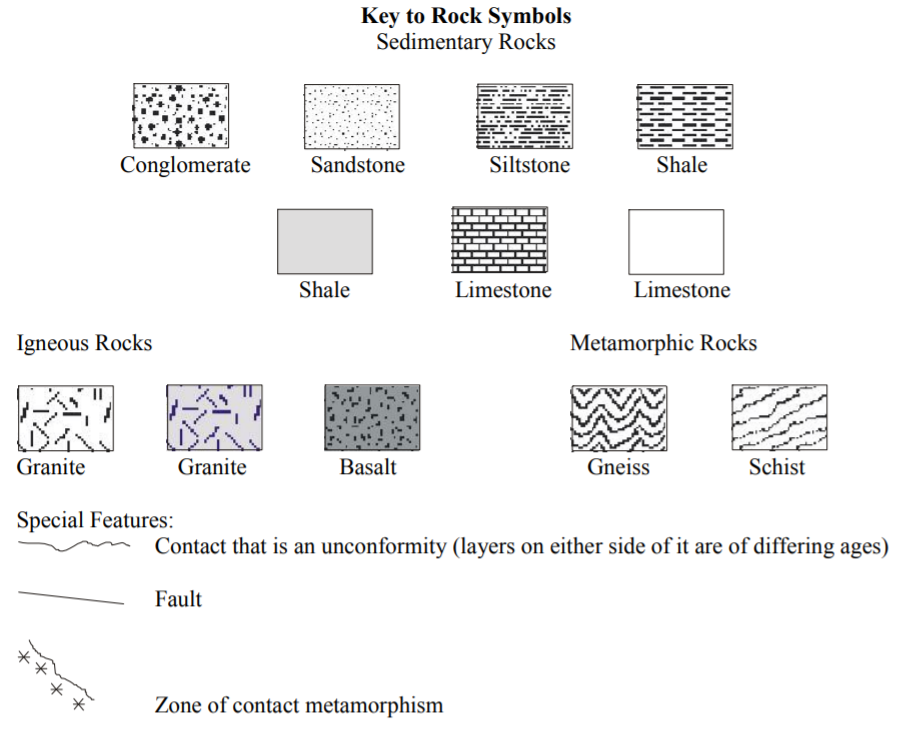 Key to Rock Symbols
Sedimentary Rocks
Conglomerate Sandstone Siltstone Shale
Shale Limestone Limestone
Igneous Rocks Metamorphic Rocks
Granite Granite Basalt Gneiss Schist
Special Features:
Contact that is an unconformity (layers on either side of it are of differing ages)
Fault
Zone of contact metamorphism